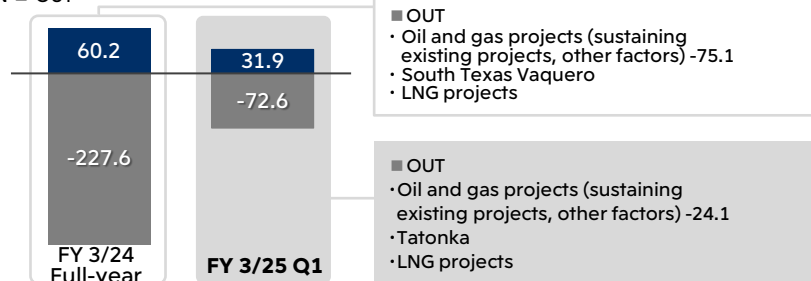 60.2
-227.6
FY 3/24
Full-year
31.9
-72.6
FY 3/25 Q1
■OUT
・Oil and gas projects (sustaining
existing projects, other factors) -75.1
・South Texas Vaquero
・LNG projects
■OUT
・Oil and gas projects (sustaining
existing projects, other factors) -24.1
・Tatonka
・LNG projects